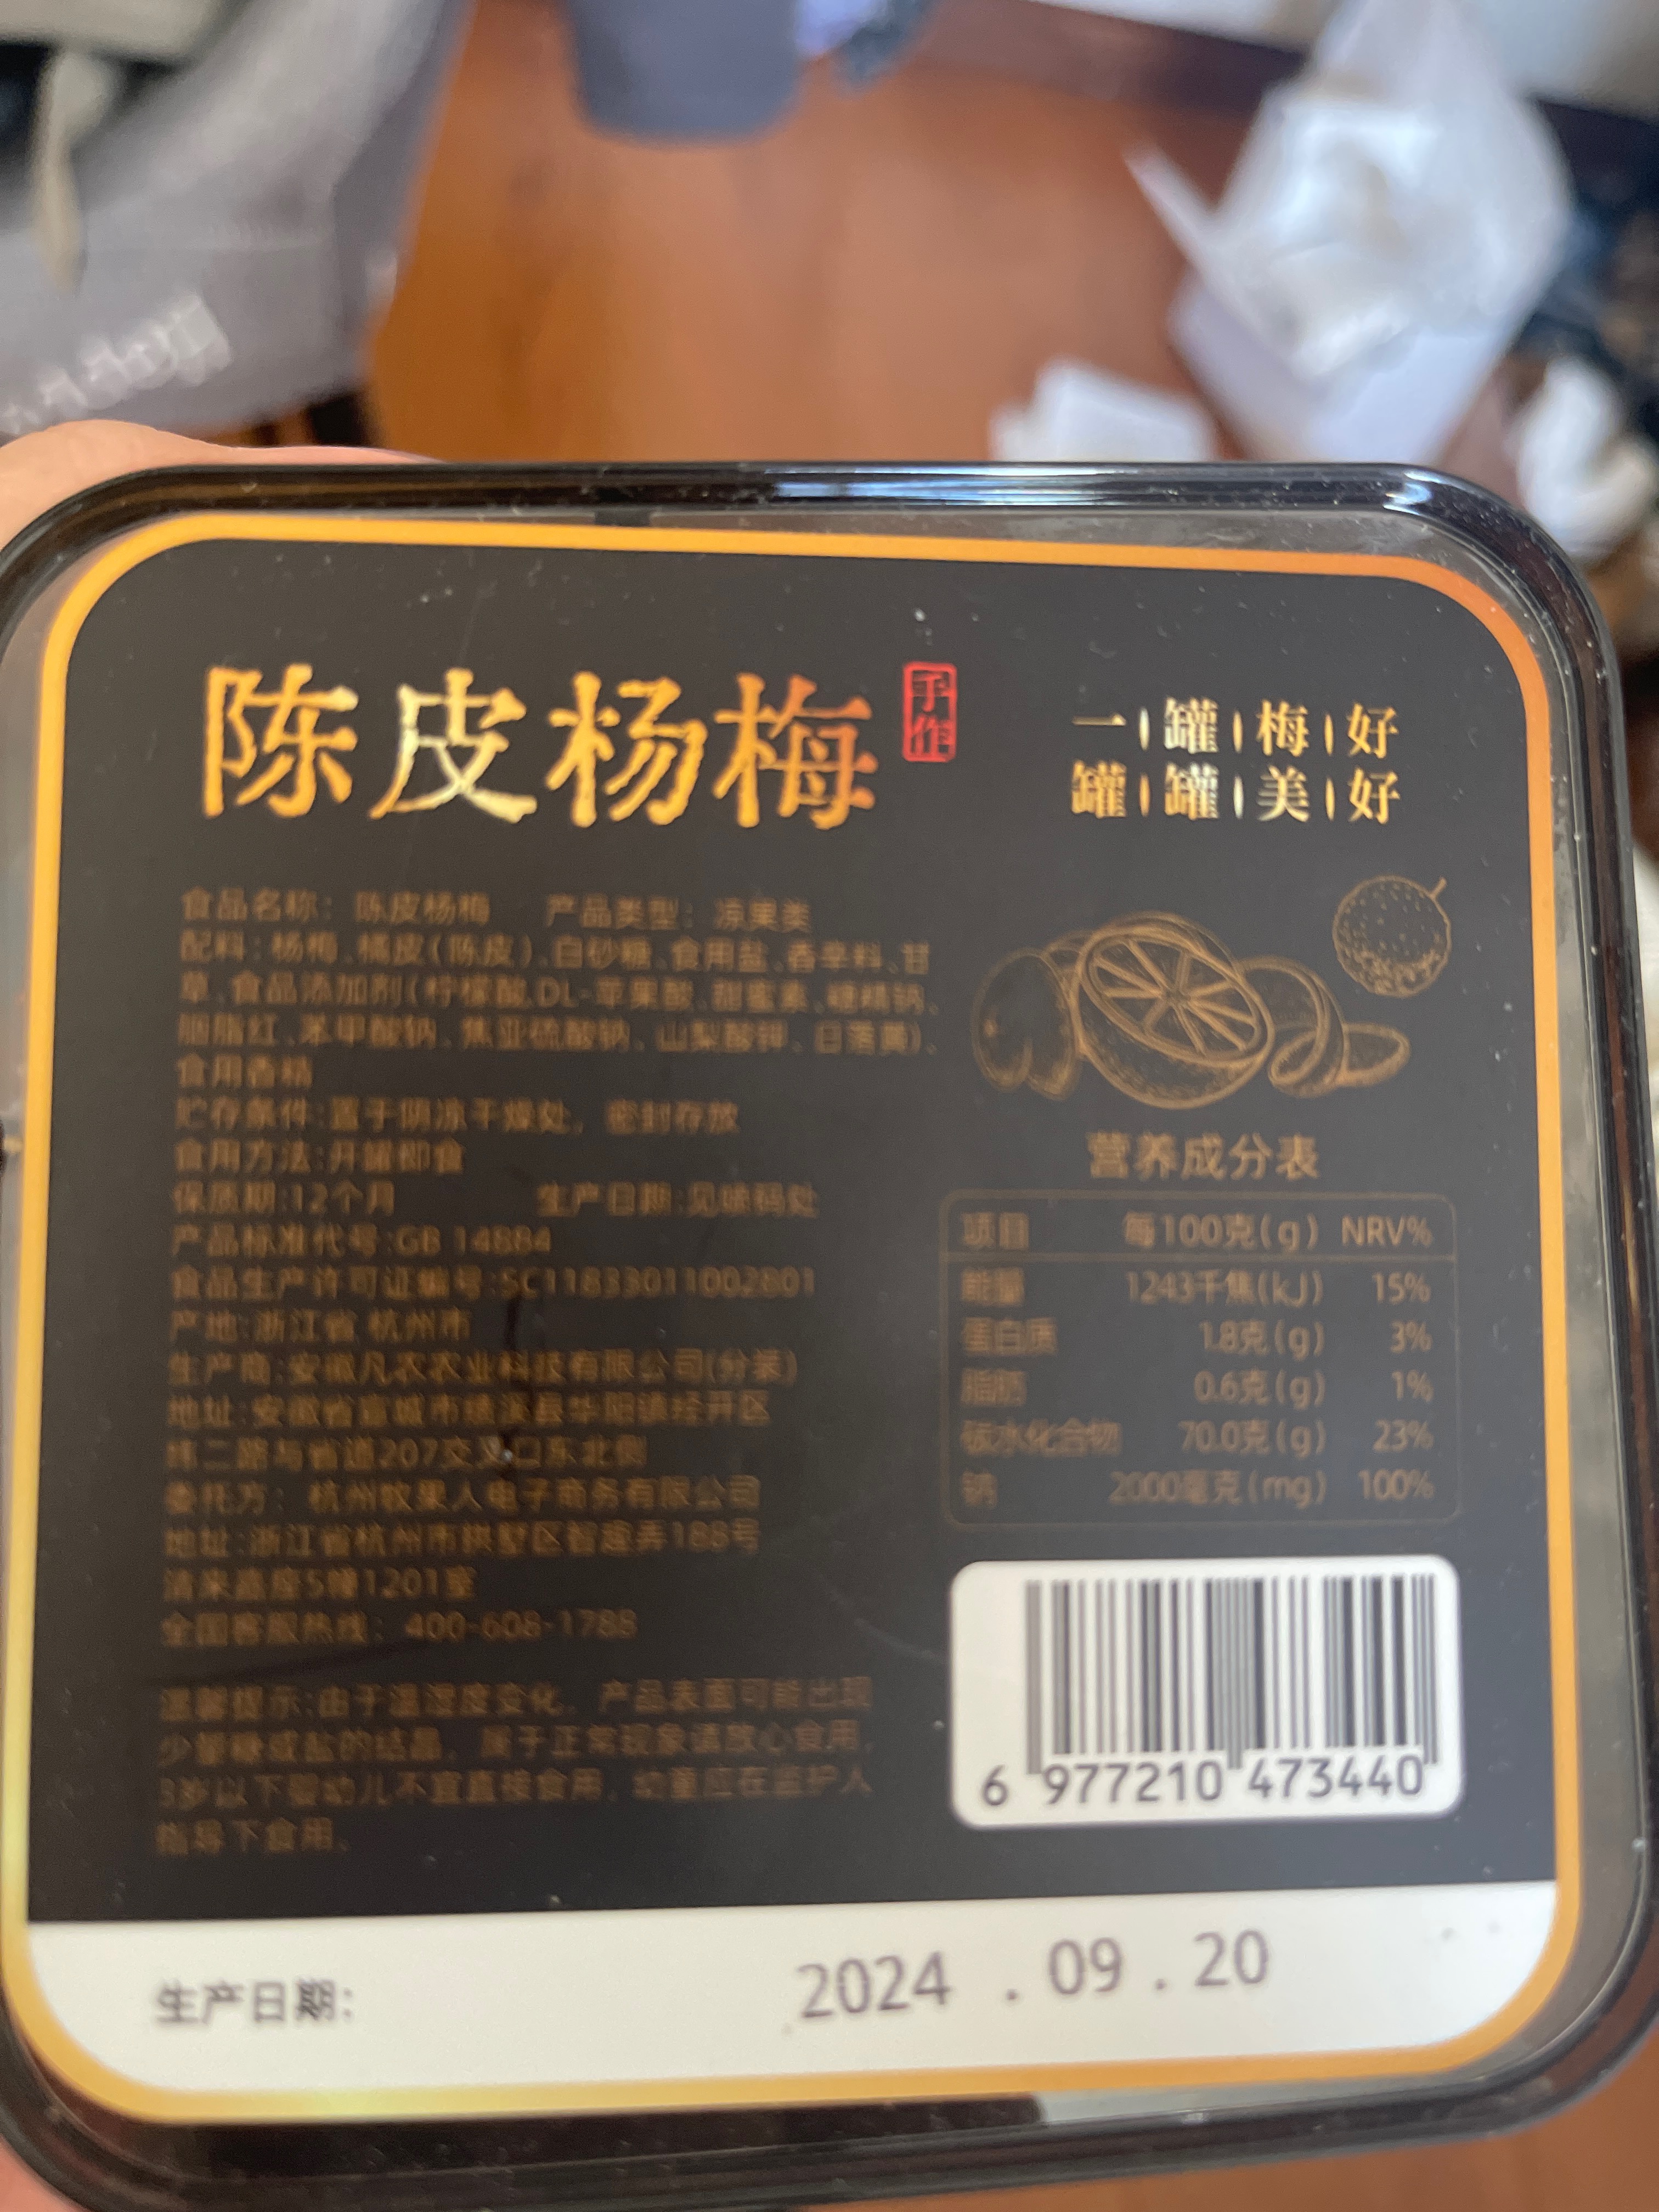 陈皮杨梅
手作
一罐梅好
罐罐美好
食品名称：陈皮杨梅 产品类型：凉果类
配料：杨梅、橘皮（陈皮）、白砂糖、食用盐、香辛料、甘
草、食品添加剂（柠檬酸、DL-苹果酸、甜蜜素、糖精钠、
胭脂红、苯甲酸钠、焦亚硫酸钠、山梨酸钾、日落黄）、
食用香精
贮存条件：置于阴凉干燥处，密封存放
食用方法：开罐即食
保质期：12个月 生产日期：见喷码处
产品标准代号：GB 14884
食品生产许可证编号：SC11833011002801
产地：浙江省 杭州市
生产商：安徽凡农农业科技有限公司(分装)
地址：安徽省宣城市绩溪县华阳镇经开区
纬二路与省道207交叉口东北侧
委托方：杭州牧果人电子商务有限公司
地址：浙江省杭州市拱墅区智趣弄188号
5幢1201室
全国客服热线：400-608-1788
温馨提示：由于温湿度变化，产品表面可能出现
少量糖或盐的结晶，属于正常现象请放心食用，
3岁以下婴幼儿不宜直接食用，幼童应在监护人
指导下食用。
营养成分表
项目 每100克(g) NRV%
能量 1243千焦(kJ) 15%
蛋白质 1.8克(g) 3%
脂肪 0.6克(g) 1%
碳水化合物 70.0克(g) 23%
钠 2000毫克(mg) 100%
6 977210 473440
生产日期： 2024 . 09 . 20